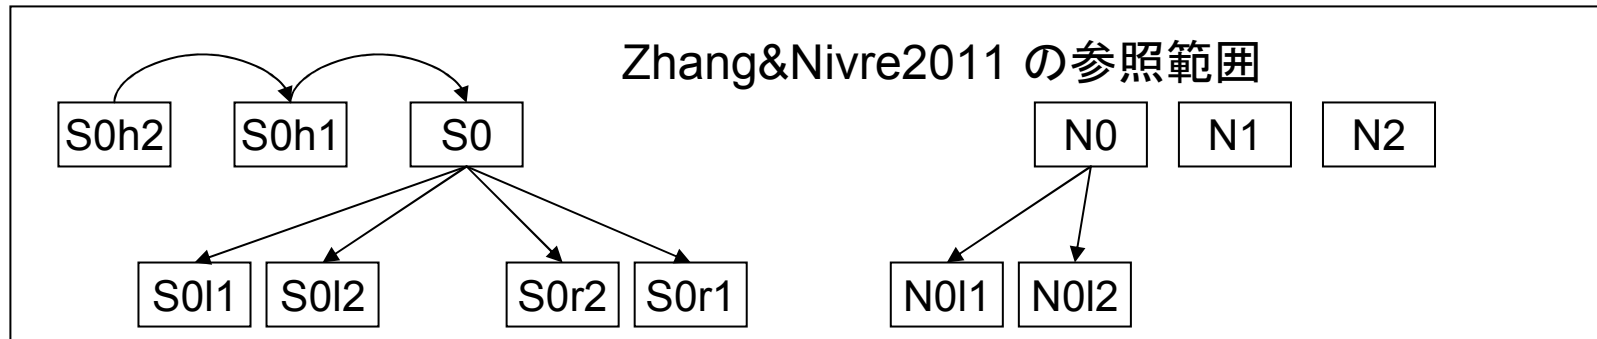 Zhang&Nivre2011 の参照範囲
S0h2 S0h1 S0 N0 N1 N2
S0l1 S0l2 S0r2 S0r1 N0l1 N0l2